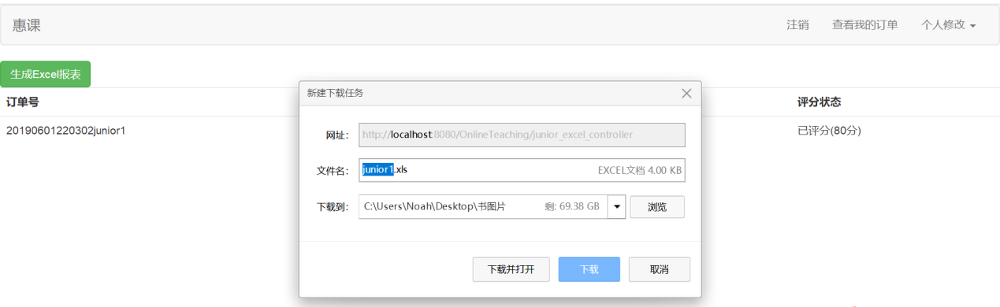 惠课 注销 查看我的订单 个人修改
生成Excel报表
新建下载任务
订单号 评分状态
20190601220302junior1 已评分(80分)
网址： http://localhost:8080/OnlineTeaching/junior_excel_controller
文件名： junior1.xls EXCEL文档 4.00 KB
下载到： C:\Users\Noah\Desktop\书图片 剩: 69.38 GB 浏览
下载并打开 下载 取消